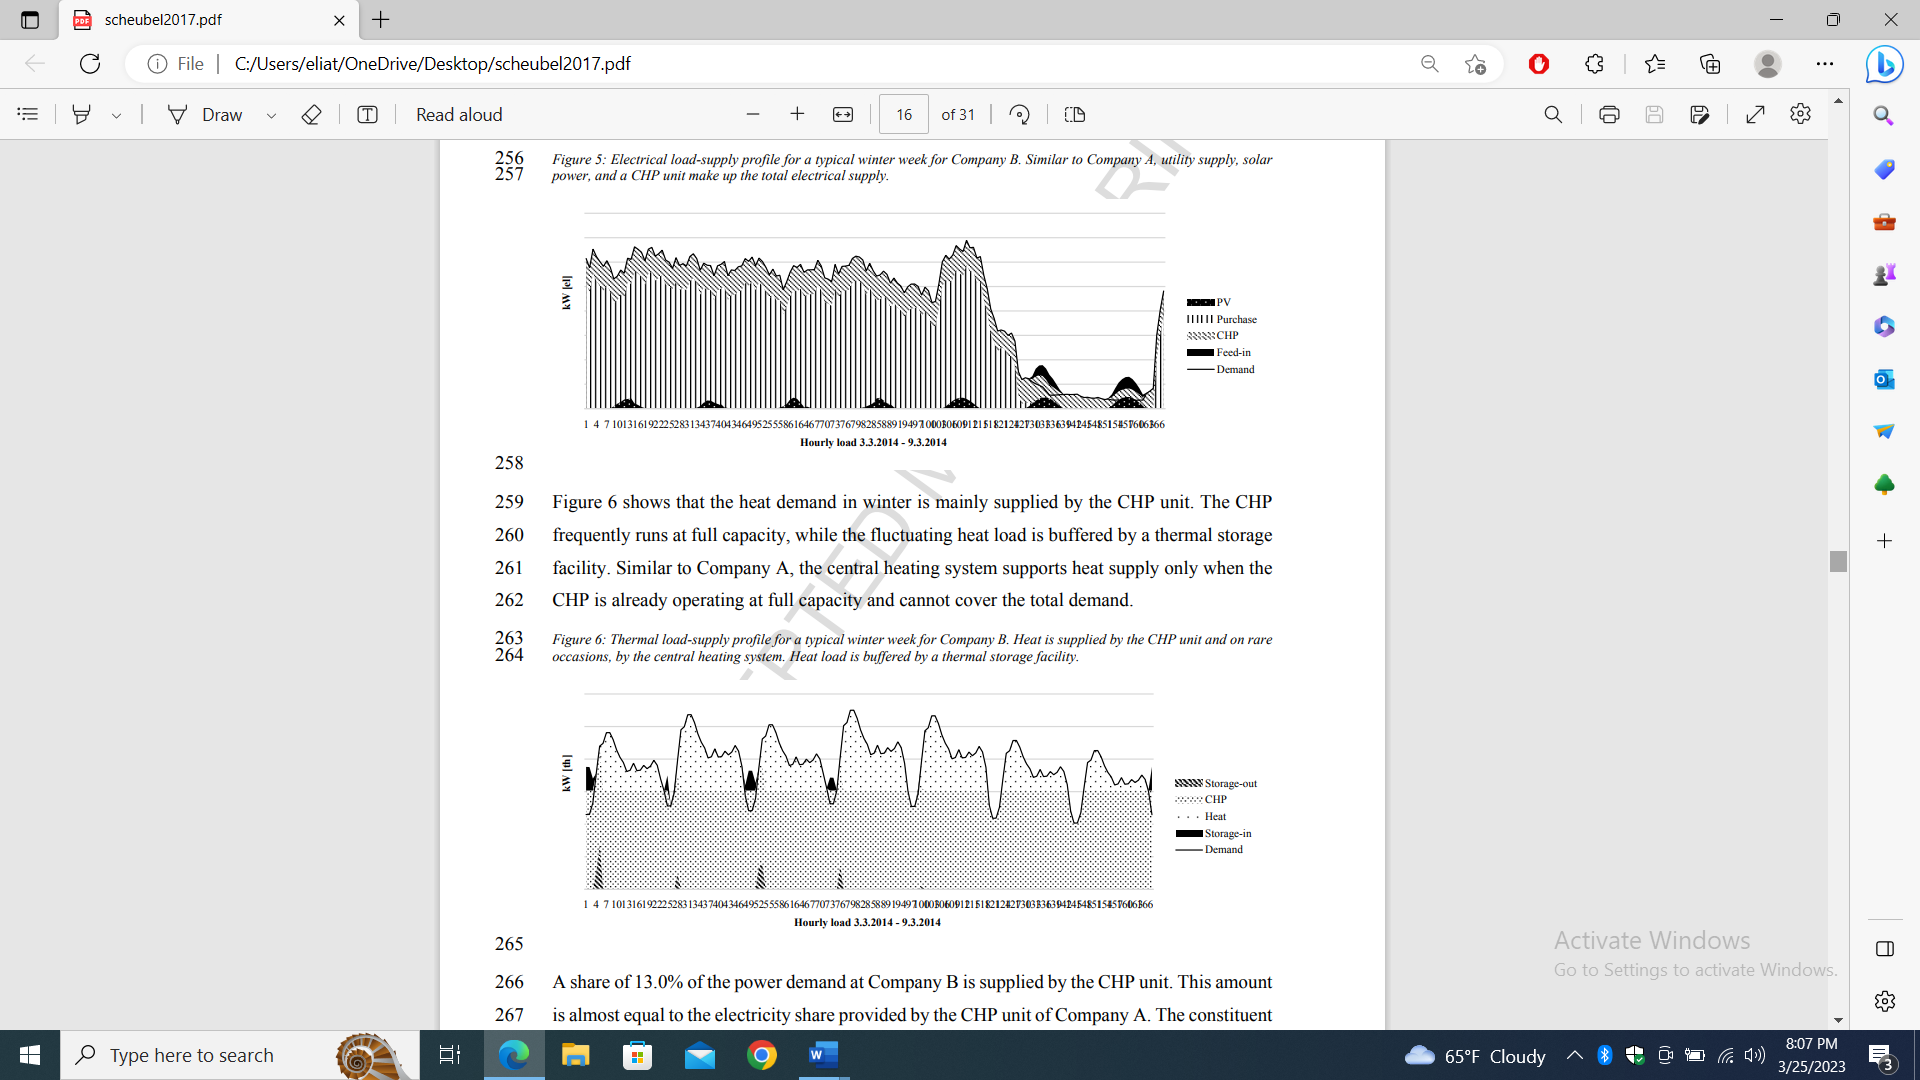 scheubel2017.pdf
File
C:/Users/eliat/OneDrive/Desktop/scheubel2017.pdf
Draw
Read aloud
16 of 31
256 Figure 5: Electrical load-supply profile for a typical winter week for Company B. Similar to Company A, utility supply, solar
257 power, and a CHP unit make up the total electrical supply.
kW [el]
PV
Purchase
CHP
Feed-in
Demand
Hourly load 3.3.2014 - 9.3.2014
258
259 Figure 6 shows that the heat demand in winter is mainly supplied by the CHP unit. The CHP
260 frequently runs at full capacity, while the fluctuating heat load is buffered by a thermal storage
261 facility. Similar to Company A, the central heating system supports heat supply only when the
262 CHP is already operating at full capacity and cannot cover the total demand.
263 Figure 6: Thermal load-supply profile for a typical winter week for Company B. Heat is supplied by the CHP unit and on rare
264 occasions, by the central heating system. Heat load is buffered by a thermal storage facility.
kW [th]
Storage-out
CHP
Heat
Storage-in
Demand
Hourly load 3.3.2014 - 9.3.2014
265
266 A share of 13.0% of the power demand at Company B is supplied by the CHP unit. This amount
267 is almost equal to the electricity share provided by the CHP unit of Company A. The constituent
Activate Windows
Go to Settings to activate Windows.
Type here to search
65°F Cloudy
8:07 PM
3/25/2023
3